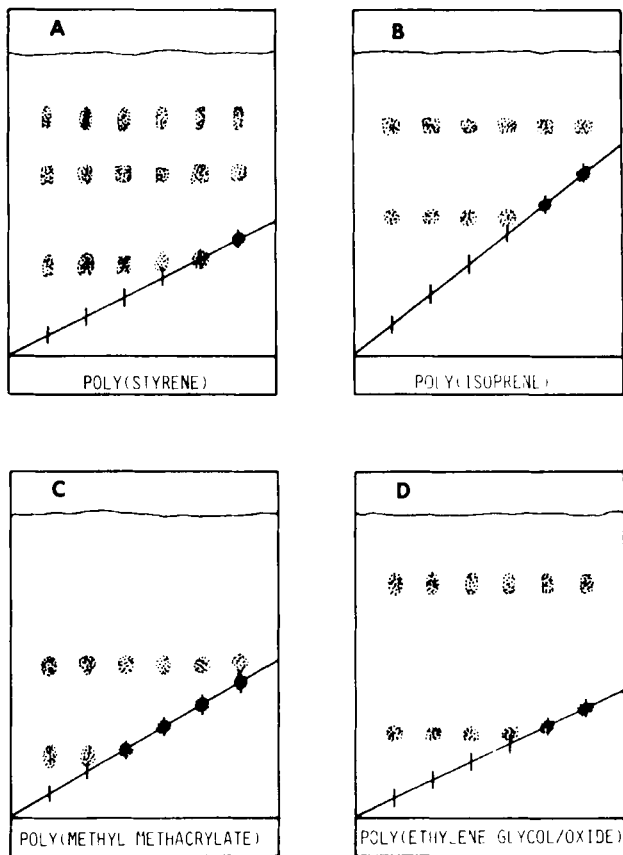 A
B
POLY(STYRENE)
POLY(ISOPRENE)
C
D
POLY(METHYL METHACRYLATE)
POLY(ETHYLENE GLYCOL/OXIDE)